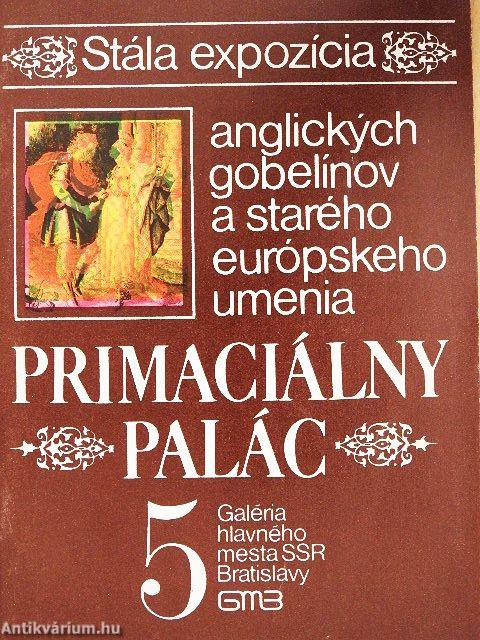 Stála expozícia
anglických
gobelínov
a starého
európskeho
umenia
PRIMACIÁLNY
PALÁC
5
Galéria
hlavného
mesta SSR
Bratislavy
GMB
Antikvárium.hu